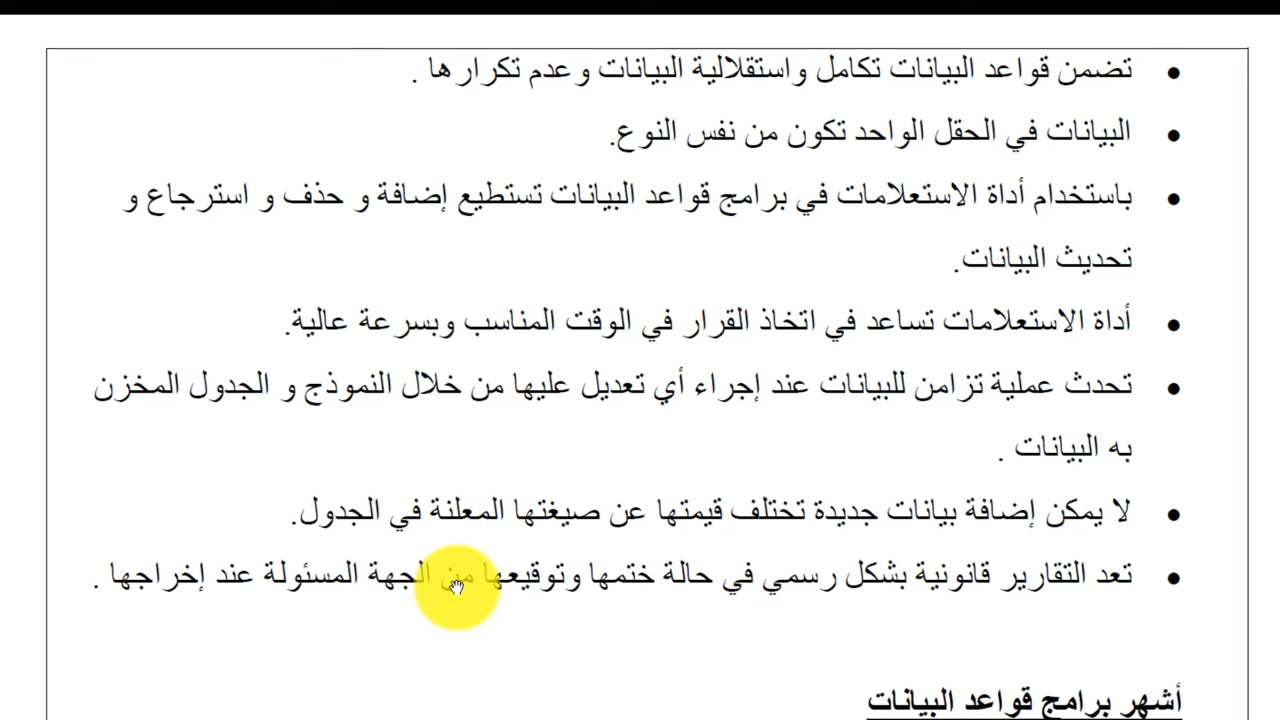 • تضمن قواعد البيانات تكامل واستقلالية البيانات وعدم تكرارها .
• البيانات في الحقل الواحد تكون من نفس النوع.
• باستخدام أداة الاستعلامات في برامج قواعد البيانات تستطيع إضافة و حذف و استرجاع و
تحديث البيانات.
• أداة الاستعلامات تساعد في اتخاذ القرار في الوقت المناسب وبسرعة عالية.
• تحدث عملية تزامن للبيانات عند إجراء أي تعديل عليها من خلال النموذج و الجدول المخزن
به البيانات .
• لا يمكن إضافة بيانات جديدة تختلف قيمتها عن صيغتها المعلنة في الجدول.
• تعد التقارير قانونية بشكل رسمي في حالة ختمها وتوقيعها من الجهة المسئولة عند إخراجها .
أشهر برامج قواعد البيانات